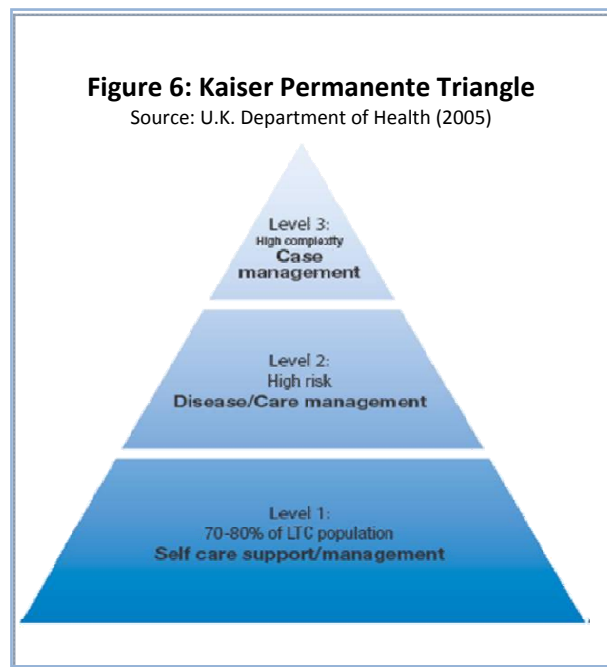 Figure 6: Kaiser Permanente Triangle
Source: U.K. Department of Health (2005)
Level 3:
High complexity
Case
management
Level 2:
High risk
Disease/Care management
Level 1:
70-80% of LTC population
Self care support/management